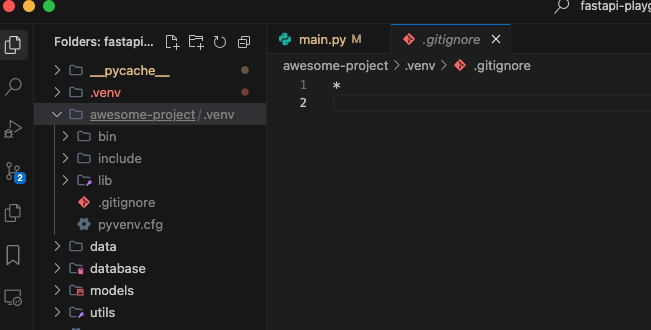 fastapi-playg
Folders: fastapi...
main.py M
.gitignore
awesome-project > .venv > .gitignore
__pycache__
.venv
awesome-project / .venv
bin
include
lib
.gitignore
pyvenv.cfg
data
database
models
utils
2
1 *
2